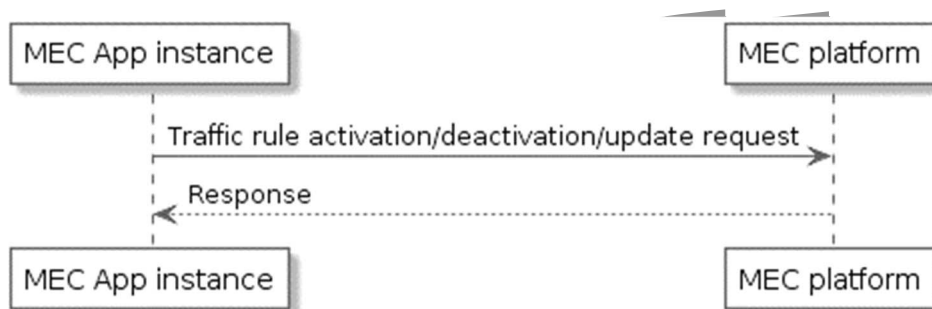 MEC App instance
MEC platform
Traffic rule activation/deactivation/update request
Response
MEC App instance
MEC platform